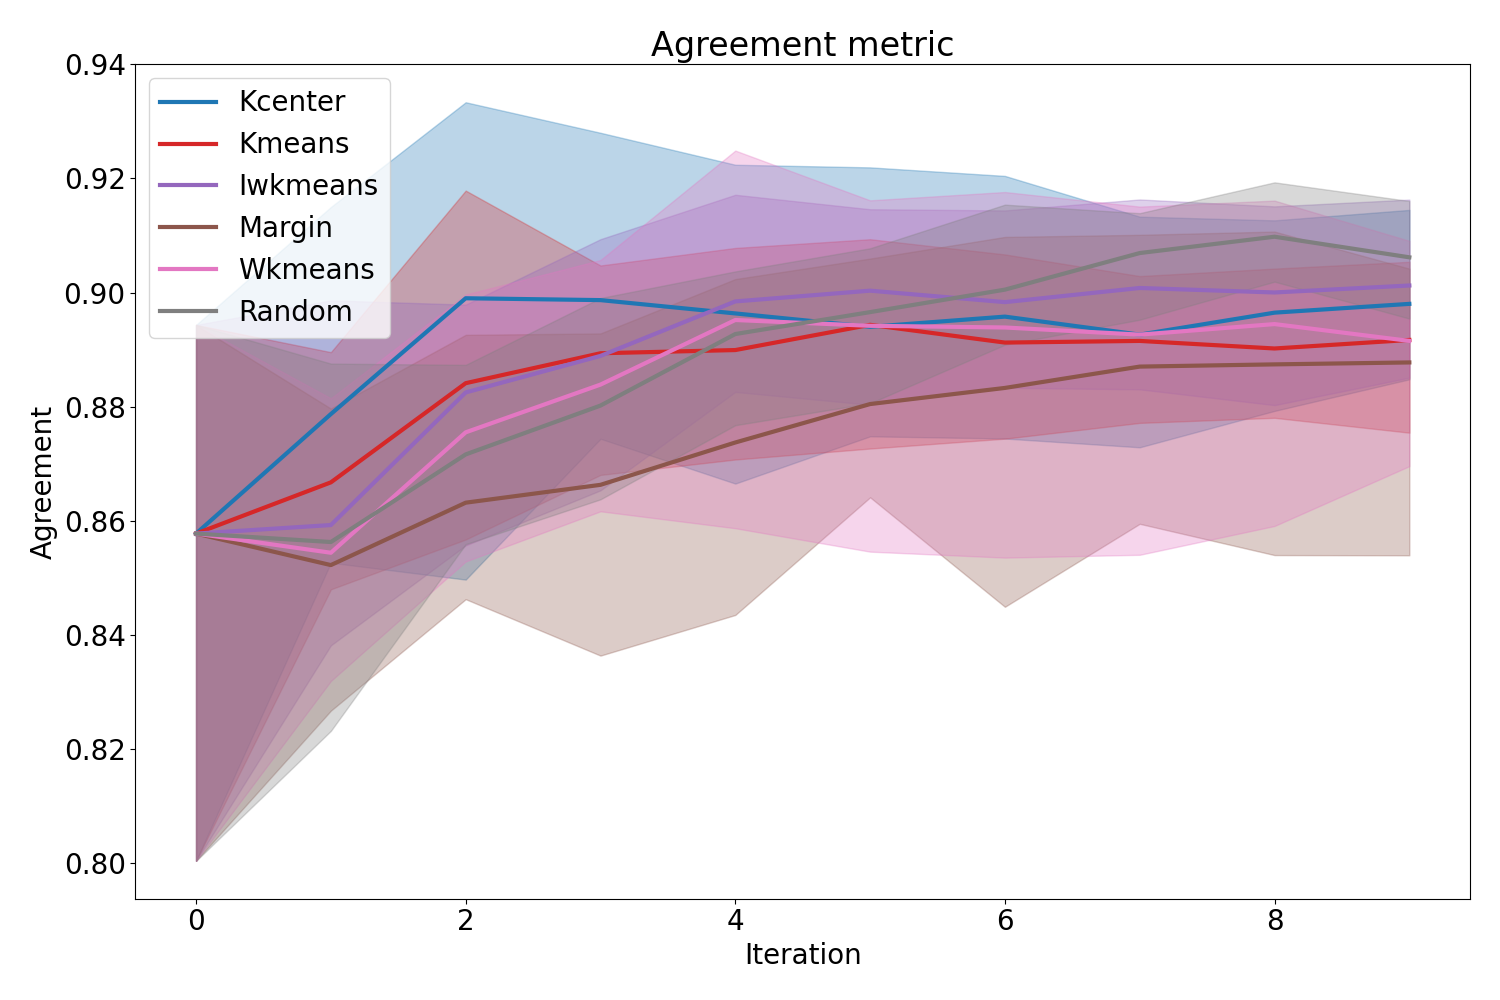 Agreement metric
0.94
0.92
0.90
0.88
0.86
0.84
0.82
0.80
Agreement
Kcenter
Kmeans
Iwkmeans
Margin
Wkmeans
Random
0 2 4 6 8
Iteration